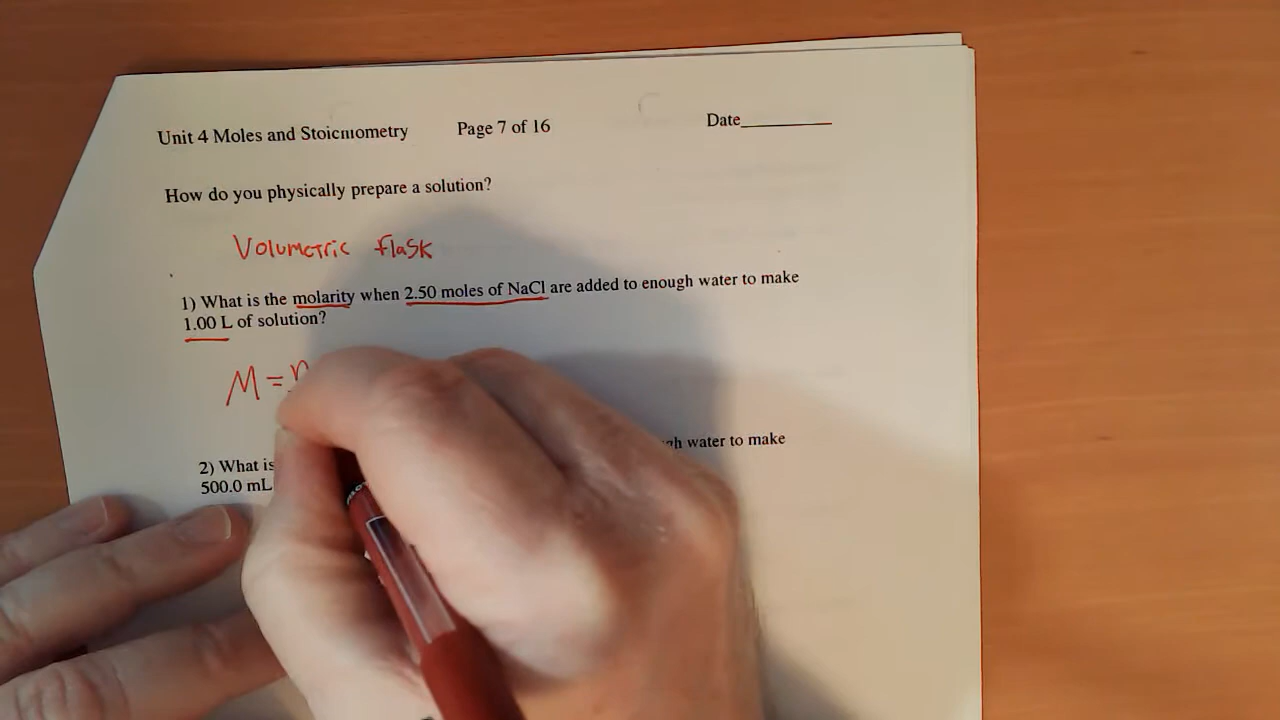 Unit 4 Moles and Stoichiometry Page 7 of 16 Date__________
How do you physically prepare a solution?
Volumetric flask
1) What is the molarity when 2.50 moles of NaCl are added to enough water to make
1.00 L of solution?
M =
2) What is water to make
500.0 mL